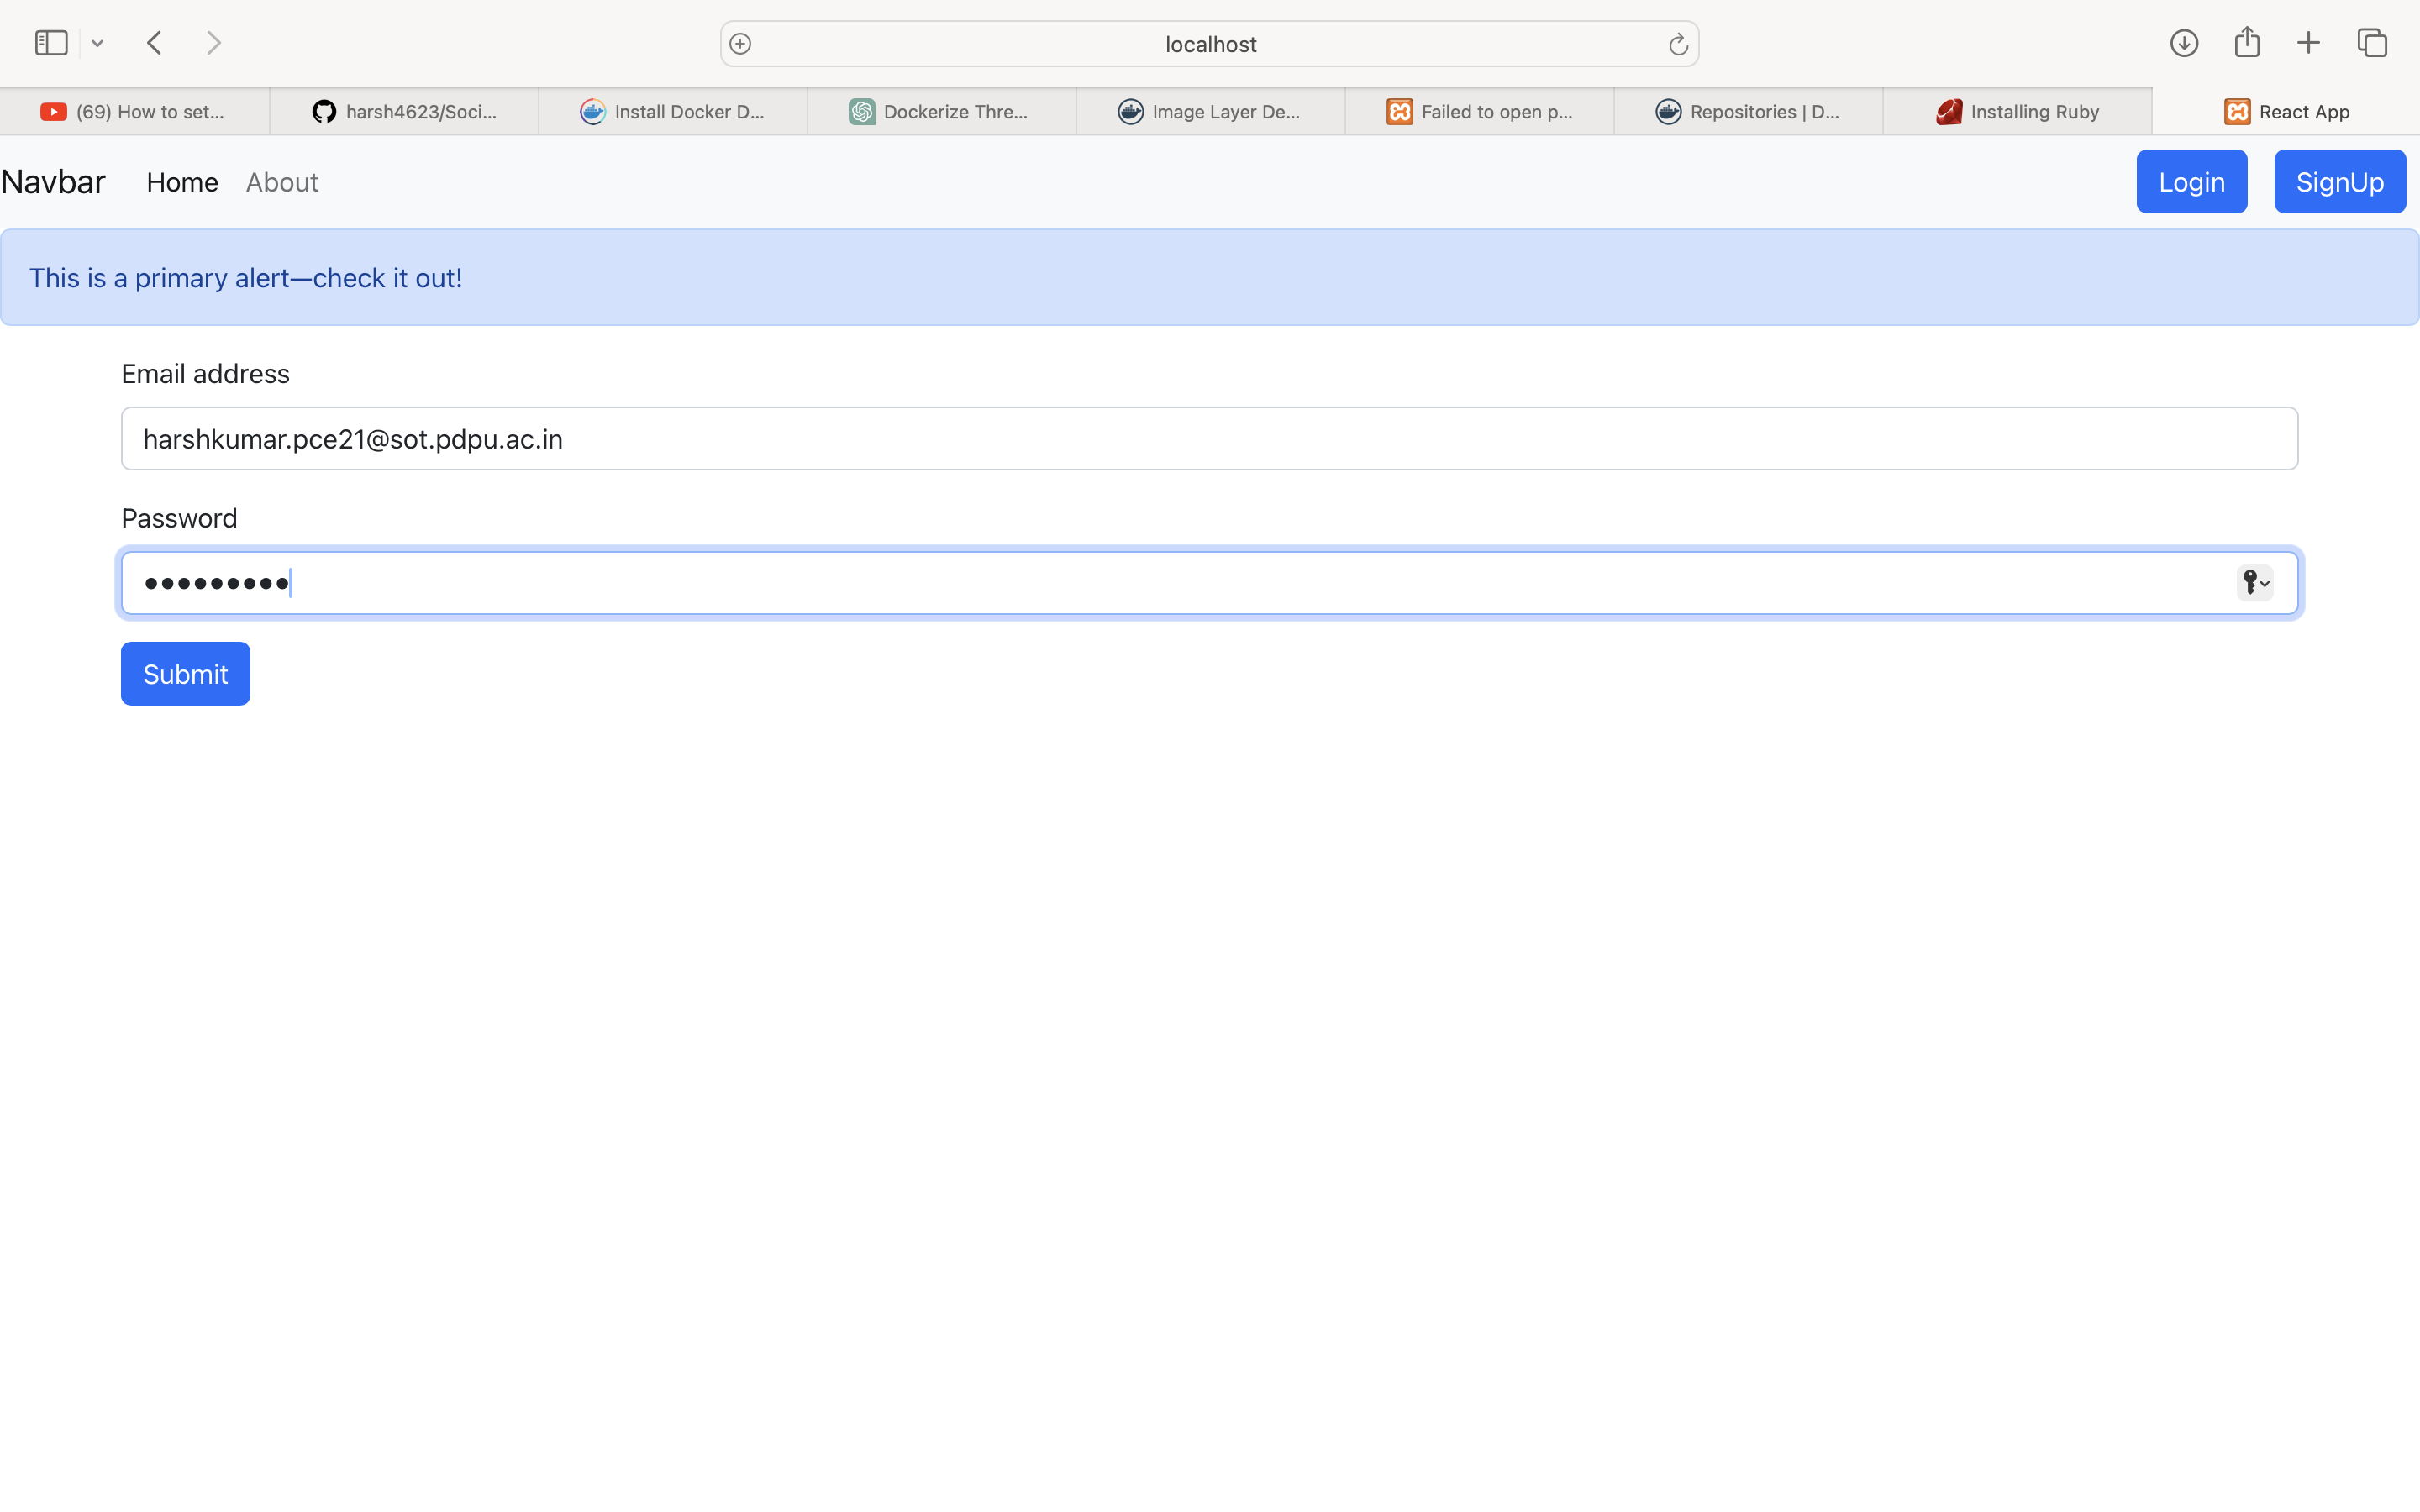 localhost
(69) How to set...
harsh4623/Soci...
Install Docker D...
Dockerize Thre...
Image Layer De...
Failed to open p...
Repositories | D...
Installing Ruby
React App
Navbar Home About Login SignUp
This is a primary alert—check it out!
Email address
harshkumar.pce21@sot.pdpu.ac.in
Password
Submit